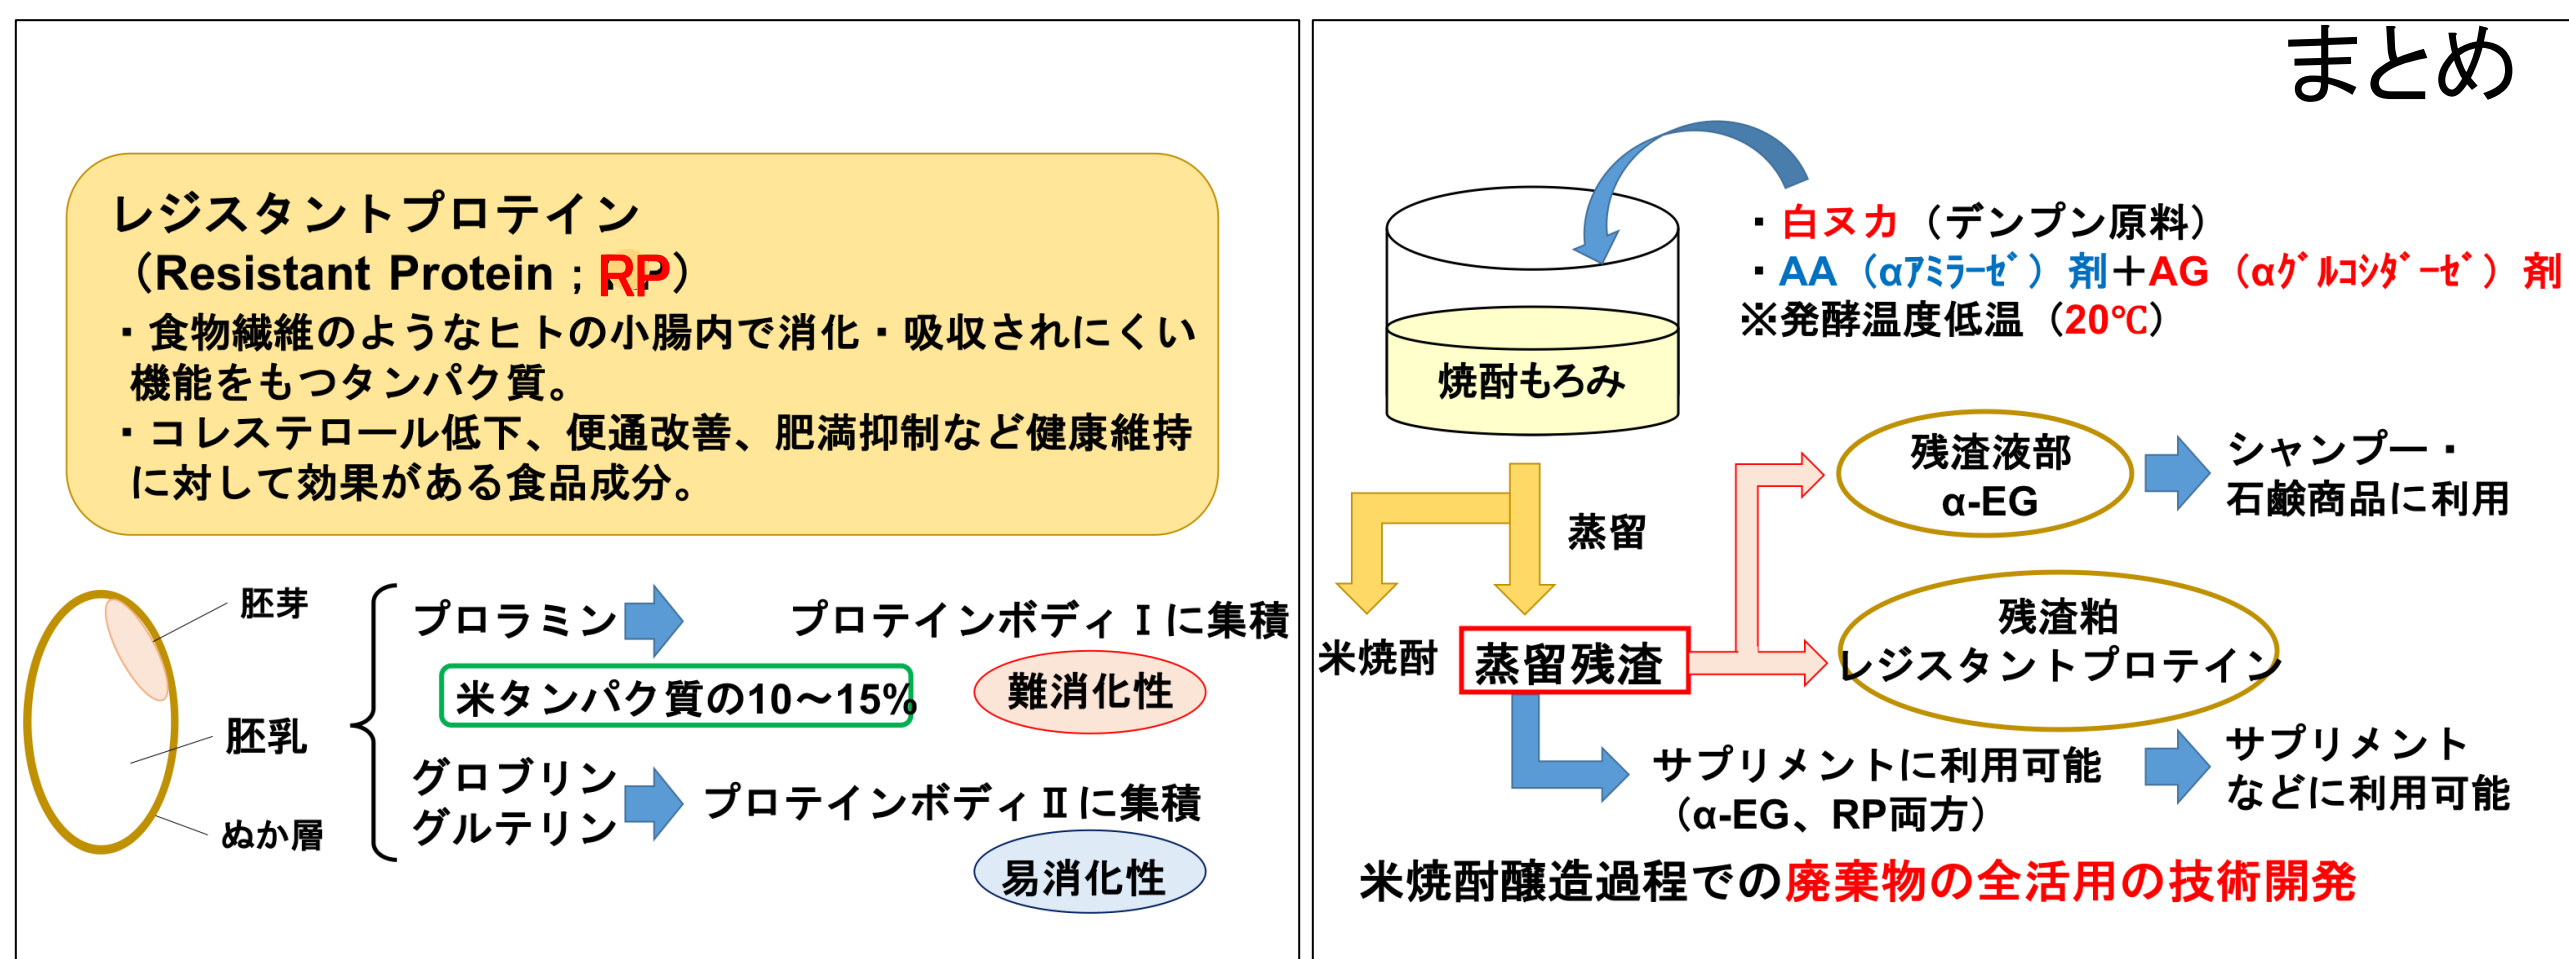 レジスタントプロテイン
（Resistant Protein；RP）
・食物繊維のようなヒトの小腸内で消化・吸収されにくい
機能をもつタンパク質。
・コレステロール低下、便通改善、肥満抑制など健康維持
に対して効果がある食品成分。
胚芽
胚乳
ぬか層
プロラミン
プロテインボディⅠに集積
米タンパク質の10～15%
難消化性
グロブリン
グルテリン
プロテインボディⅡに集積
易消化性
まとめ
・白ヌカ（デンプン原料）
・AA（αｱﾐﾗｰｾﾞ）剤＋AG（αｸﾞﾙｺｼﾀﾞｰｾﾞ）剤
※発酵温度低温（20℃）
焼酎もろみ
蒸留
米焼酎
蒸留残渣
残渣液部
α-EG
シャンプー・
石鹸商品に利用
残渣粕
レジスタントプロテイン
サプリメントに利用可能
（α-EG、RP両方）
サプリメント
などに利用可能
米焼酎醸造過程での廃棄物の全活用の技術開発